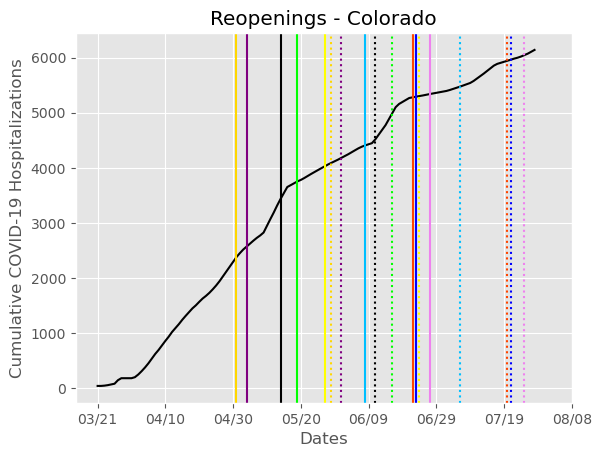 Reopenings - Colorado
Cumulative COVID-19 Hospitalizations
6000
5000
4000
3000
2000
1000
0
03/21 04/10 04/30 05/20 06/09 06/29 07/19 08/08
Dates